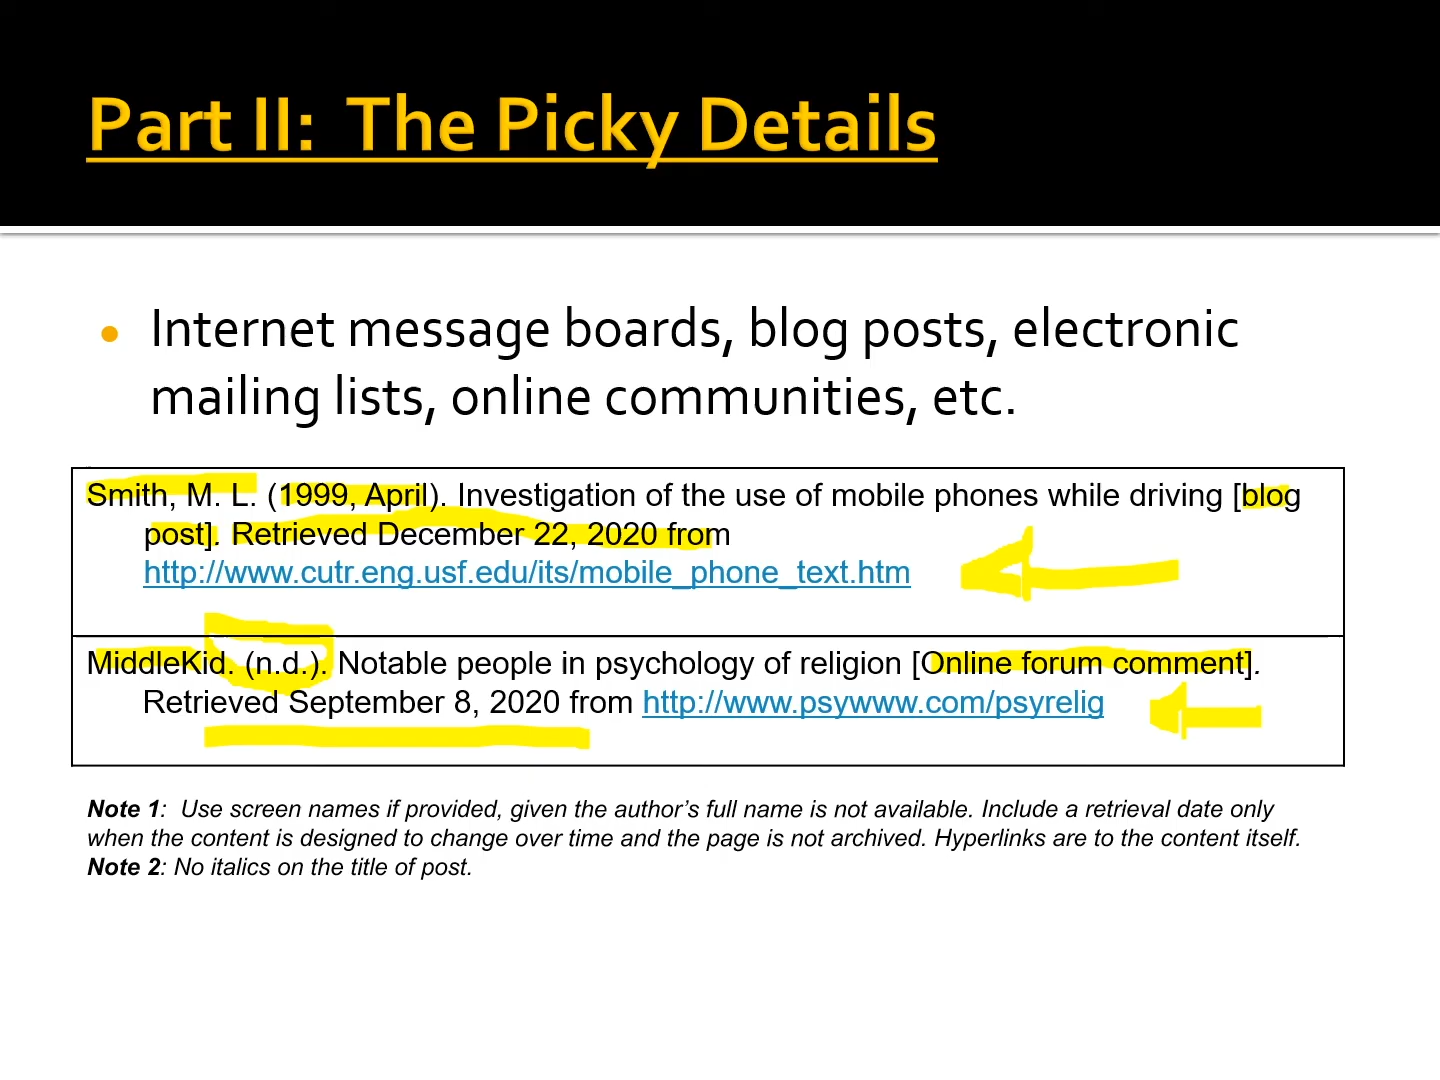 Part II:  The Picky Details
• Internet message boards, blog posts, electronic
mailing lists, online communities, etc.
Smith, M. L. (1999, April). Investigation of the use of mobile phones while driving [blog
post]. Retrieved December 22, 2020 from
http://www.cutr.eng.usf.edu/its/mobile_phone_text.htm
MiddleKid. (n.d.). Notable people in psychology of religion [Online forum comment].
Retrieved September 8, 2020 from http://www.psywww.com/psyrelig
Note 1:  Use screen names if provided, given the author’s full name is not available. Include a retrieval date only
when the content is designed to change over time and the page is not archived. Hyperlinks are to the content itself.
Note 2: No italics on the title of post.